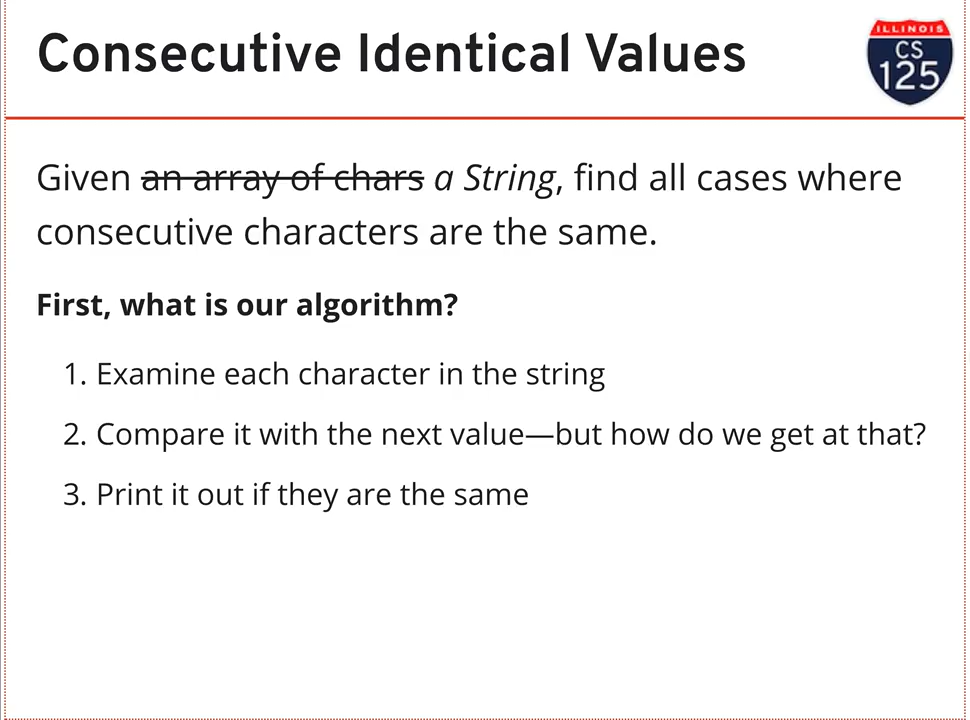 Consecutive Identical Values
ILLINOIS
CS
125
Given an array of chars a String, find all cases where
consecutive characters are the same.
First, what is our algorithm?
1. Examine each character in the string
2. Compare it with the next value—but how do we get at that?
3. Print it out if they are the same